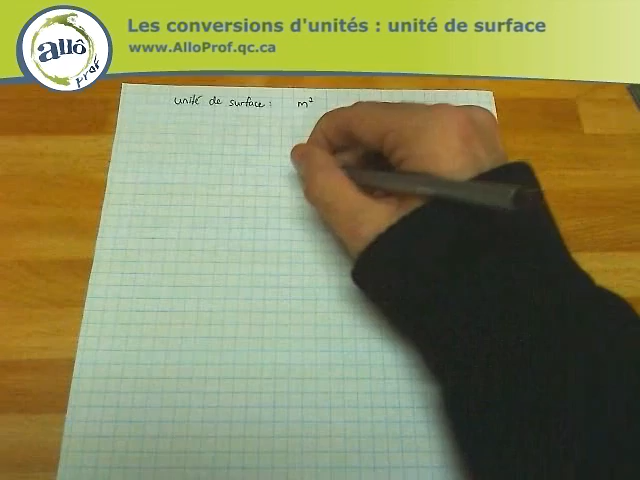 Les conversions d'unités : unité de surface
www.AlloProf.qc.ca
allô
prof
unité de surface : m²